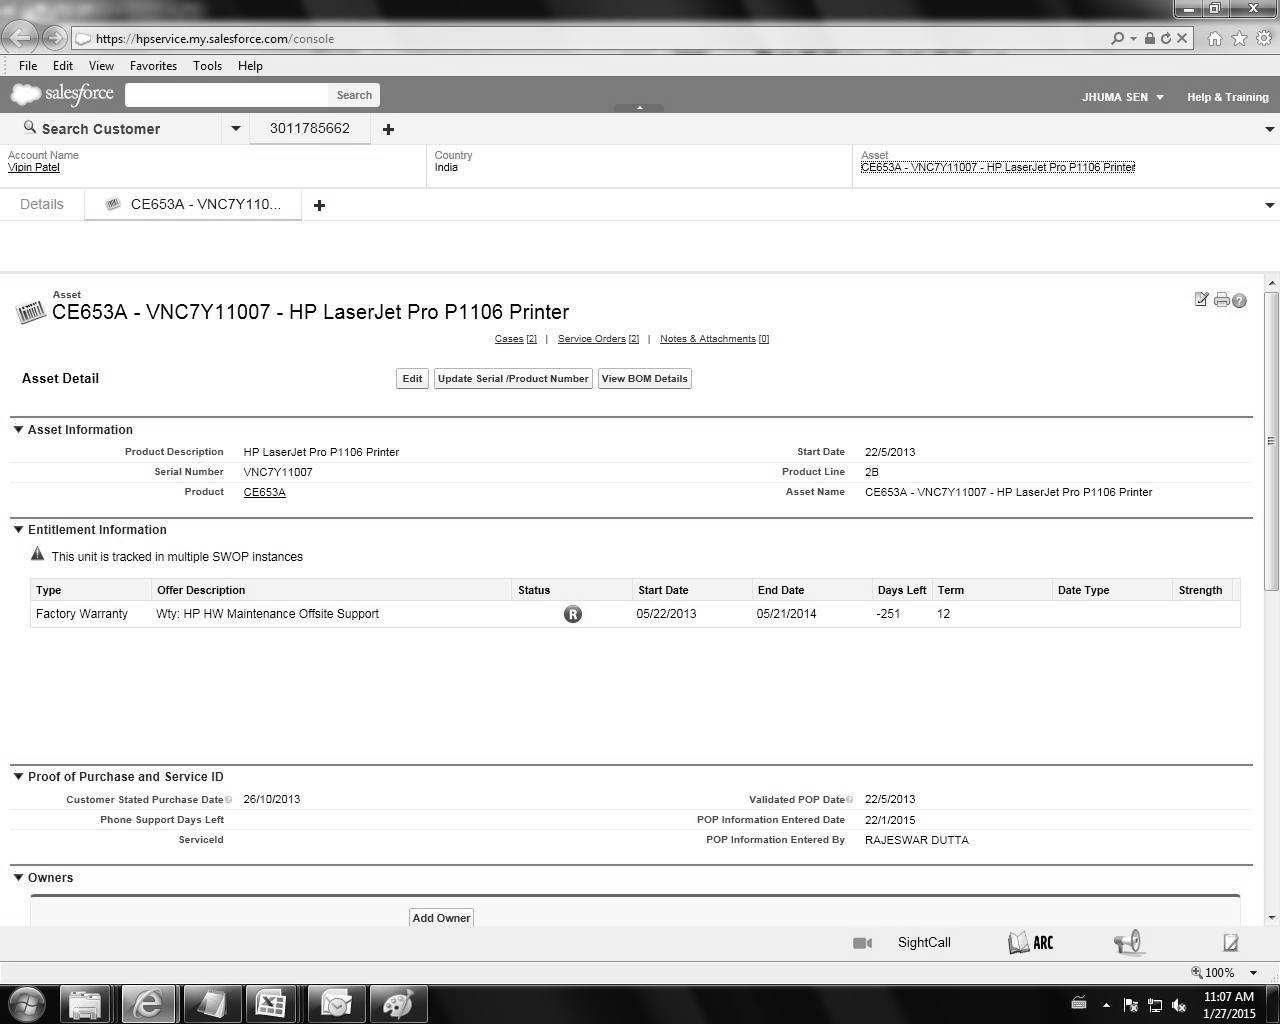 https://hpservice.my.salesforce.com/console
File Edit View Favorites Tools Help
salesforce Search JHUMA SEN Help & Training
Search Customer 3011785662
Account Name Country Asset
Vipin Patel India CE653A - VNC7Y11007 - HP LaserJet Pro P1106 Printer
Details CE653A - VNC7Y110...
Asset
CE653A - VNC7Y11007 - HP LaserJet Pro P1106 Printer
Cases [2] | Service Orders [2] | Notes & Attachments [0]
Asset Detail Edit Update Serial /Product Number View BOM Details
Asset Information
Product Description HP LaserJet Pro P1106 Printer Start Date 22/5/2013
Serial Number VNC7Y11007 Product Line 2B
Product CE653A Asset Name CE653A - VNC7Y11007 - HP LaserJet Pro P1106 Printer
Entitlement Information
This unit is tracked in multiple SWOP instances
Type Offer Description Status Start Date End Date Days Left Term Date Type Strength
Factory Warranty Wty: HP HW Maintenance Offsite Support R 05/22/2013 05/21/2014 -251 12
Proof of Purchase and Service ID
Customer Stated Purchase Date 26/10/2013 Validated POP Date 22/5/2013
Phone Support Days Left POP Information Entered Date 22/1/2015
ServiceId POP Information Entered By RAJESWAR DUTTA
Owners
Add Owner
SightCall ARC
100%
11:07 AM
1/27/2015